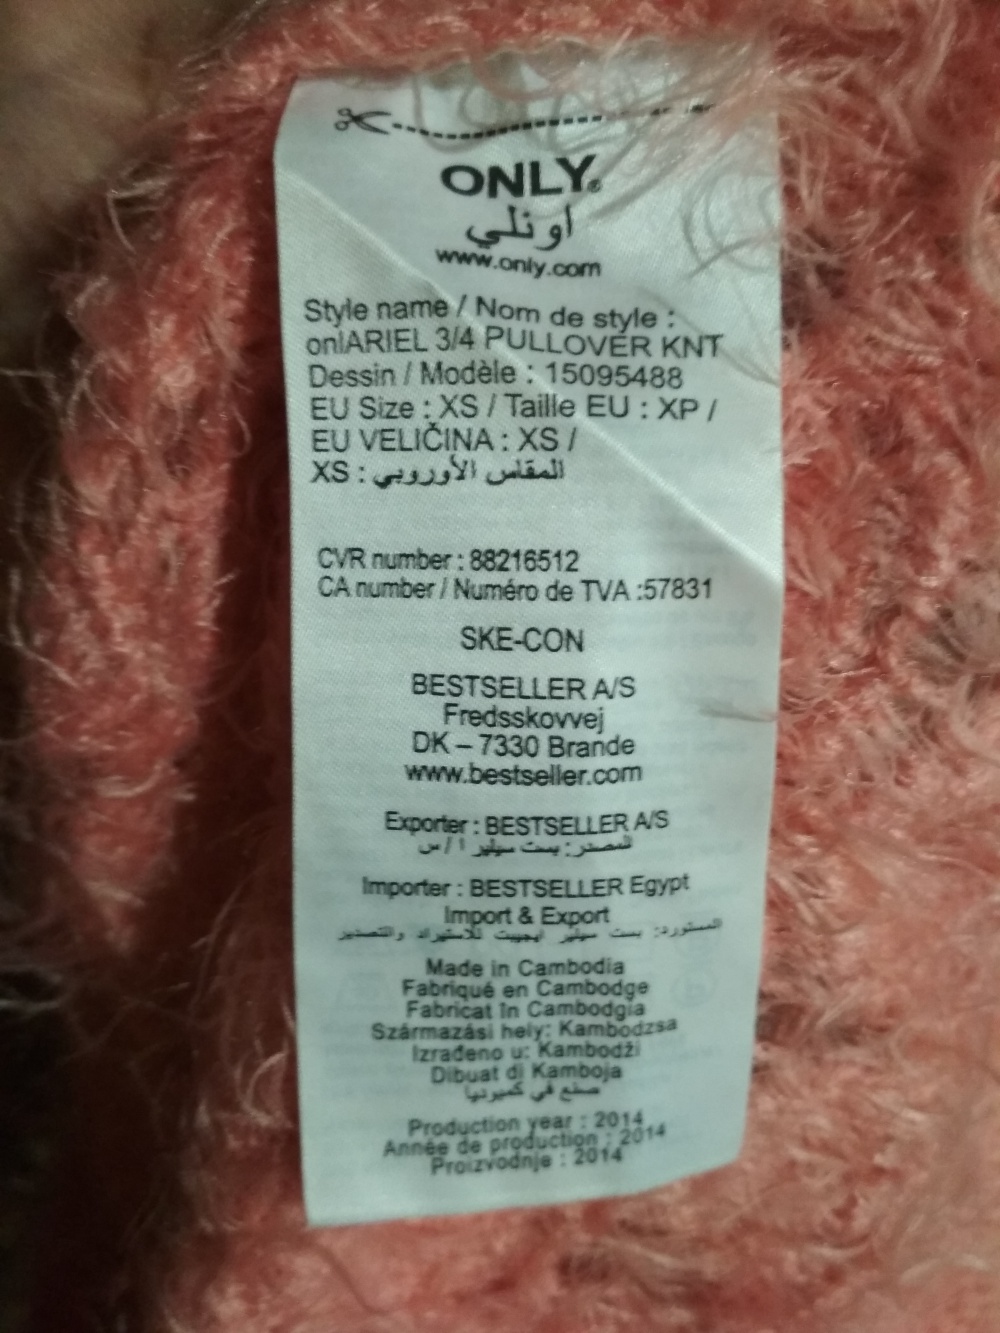 ONLY®
اونلي
www.only.com
Style name / Nom de style :
onlARIEL 3/4 PULLOVER KNT
Dessin / Modèle : 15095488
EU Size : XS / Taille EU : XP /
EU VELIČINA : XS /
المقاس الأوروبي: XS
CVR number : 88216512
CA number / Numéro de TVA :57831
SKE-CON
BESTSELLER A/S
Fredsskovvej
DK – 7330 Brande
www.bestseller.com
Exporter : BESTSELLER A/S
المصدر: بست سيلير ا / س
Importer : BESTSELLER Egypt
Import & Export
المستورد: بست سيلير ايجيبت للاستيراد والتصدير
Made in Cambodia
Fabriqué en Cambodge
Fabricat în Cambodgia
Származási hely: Kambodzsa
Izrađeno u: Kambodži
Dibuat di Kamboja
صنع في كمبوديا
Production year : 2014
Année de production : 2014
Proizvodnje : 2014